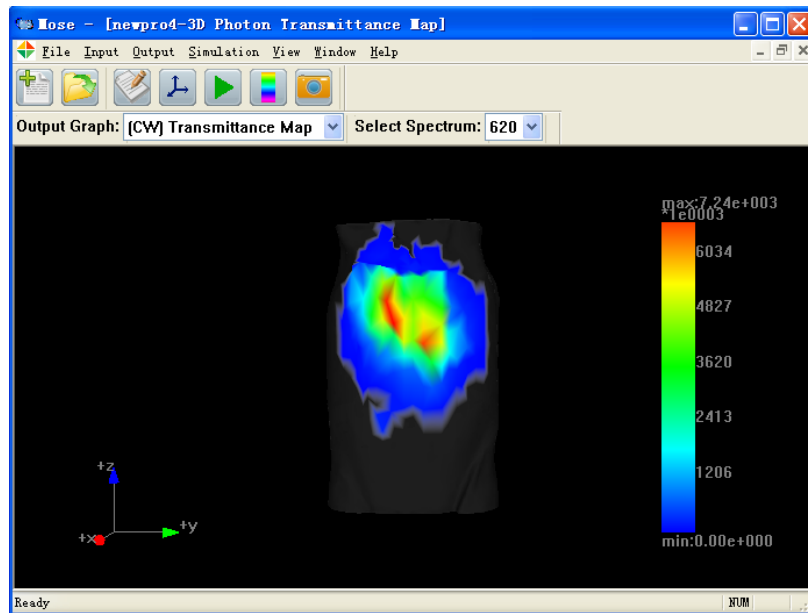 Mose - [newpro4-3D Photon Transmittance Map]
File Input Output Simulation View Window Help
Output Graph: (CW) Transmittance Map Select Spectrum: 620
max:7.24e+003
*1e0003
6034
4827
3620
2413
1206
min:0.00e+000
+z
+y
+x
Ready NUM